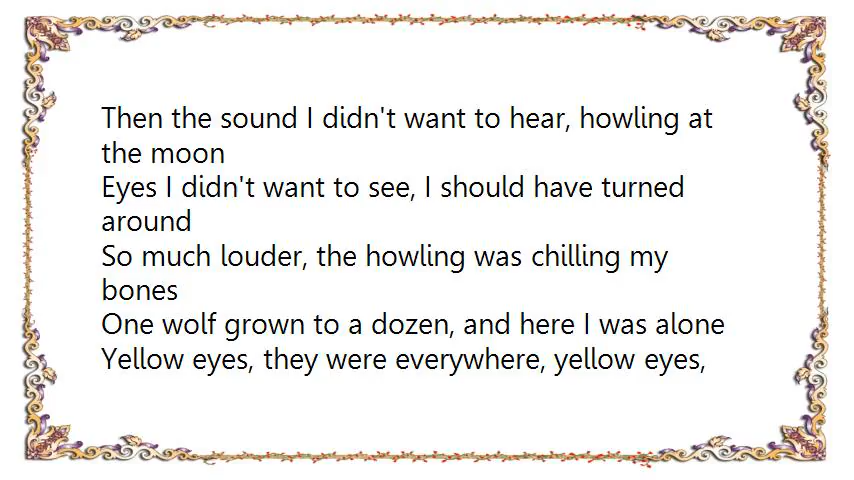 Then the sound I didn't want to hear, howling at
the moon
Eyes I didn't want to see, I should have turned
around
So much louder, the howling was chilling my
bones
One wolf grown to a dozen, and here I was alone
Yellow eyes, they were everywhere, yellow eyes,